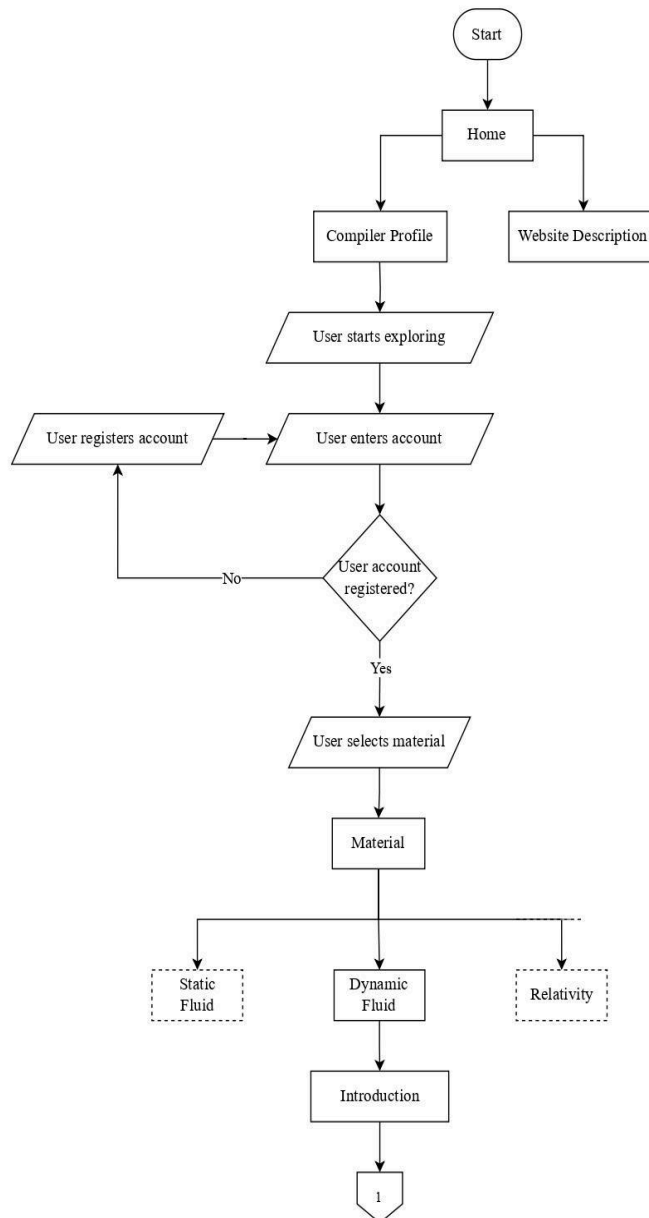 Start
Home
Compiler Profile
Website Description
User starts exploring
User registers account
User enters account
User account
registered?
No
Yes
User selects material
Material
Static
Fluid
Dynamic
Fluid
Relativity
Introduction
1